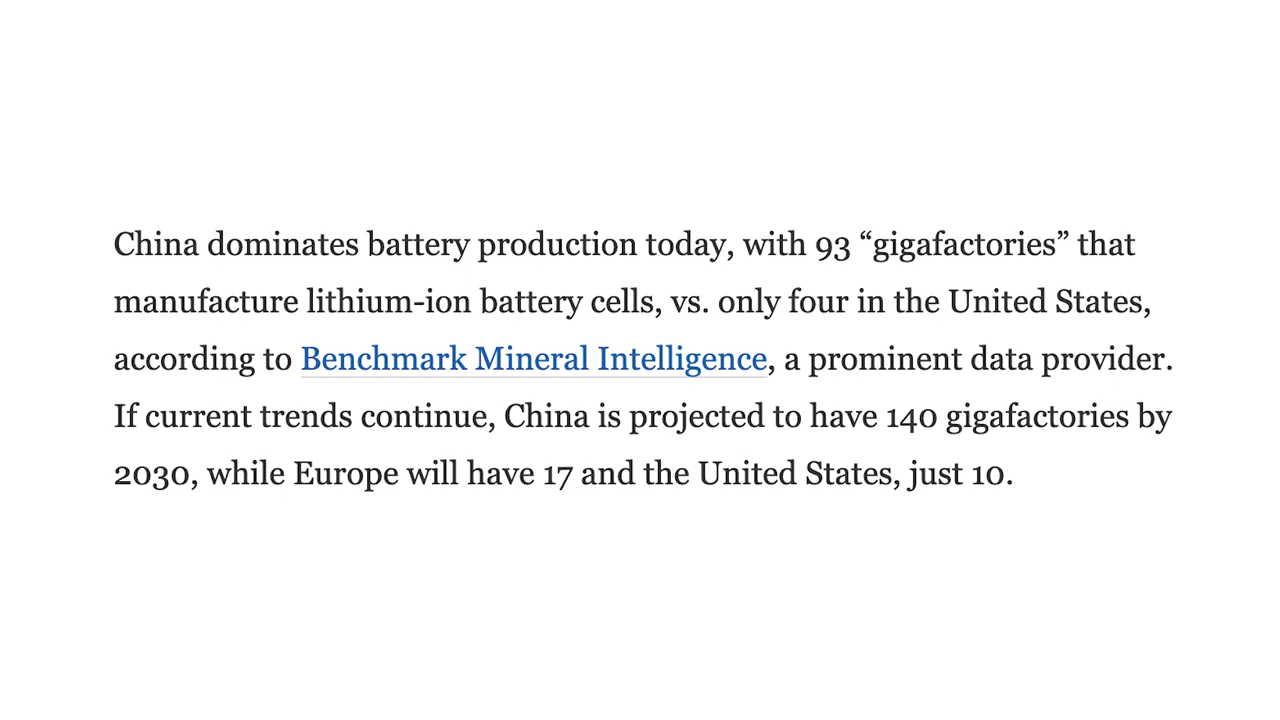 China dominates battery production today, with 93 “gigafactories” that
manufacture lithium-ion battery cells, vs. only four in the United States,
according to Benchmark Mineral Intelligence, a prominent data provider.
If current trends continue, China is projected to have 140 gigafactories by
2030, while Europe will have 17 and the United States, just 10.